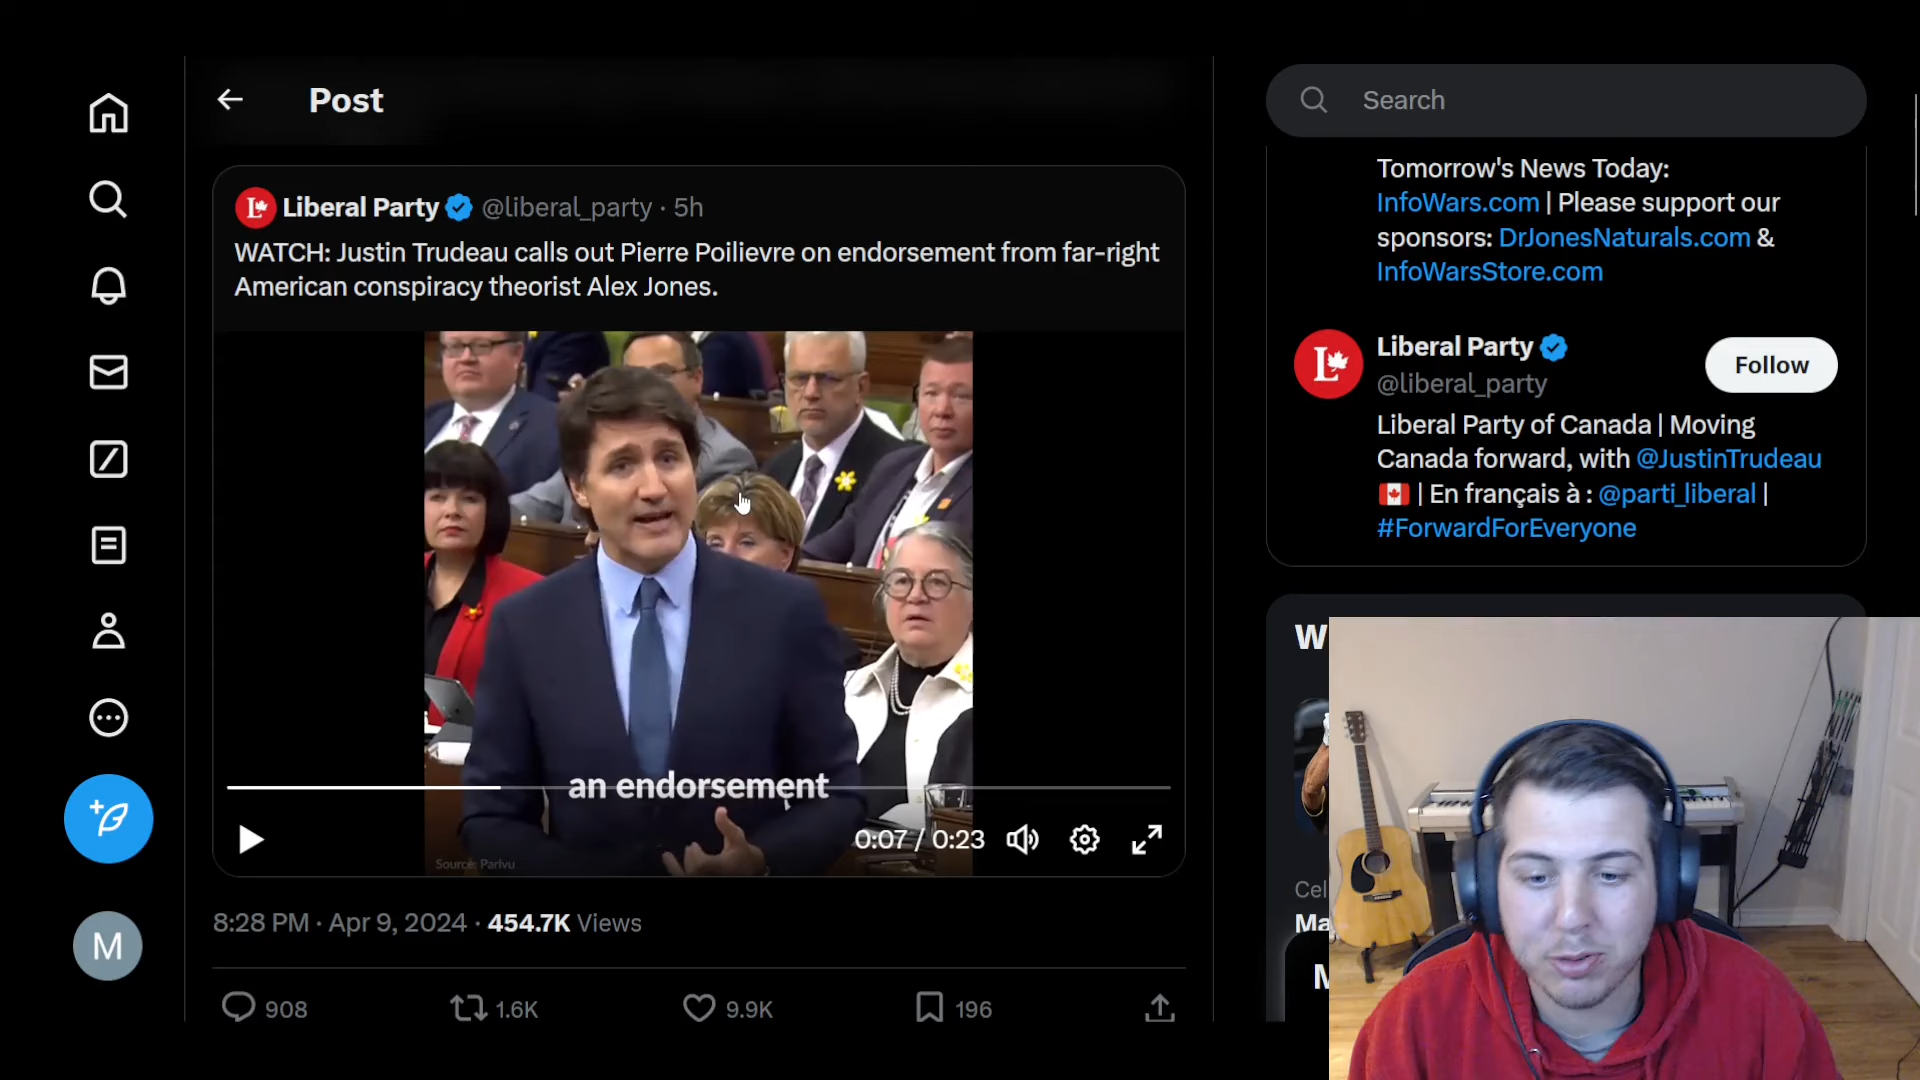 Post
Liberal Party @liberal_party · 5h
WATCH: Justin Trudeau calls out Pierre Poilievre on endorsement from far-right
American conspiracy theorist Alex Jones.
an endorsement
0:07 / 0:23
Source: Parlvu
8:28 PM · Apr 9, 2024 · 454.7K Views
908 1.6K 9.9K 196
M
Search
Tomorrow's News Today:
InfoWars.com | Please support our
sponsors: DrJonesNaturals.com &
InfoWarsStore.com
Liberal Party
@liberal_party
Follow
Liberal Party of Canada | Moving
Canada forward, with @JustinTrudeau
| En français à : @parti_liberal |
#ForwardForEveryone